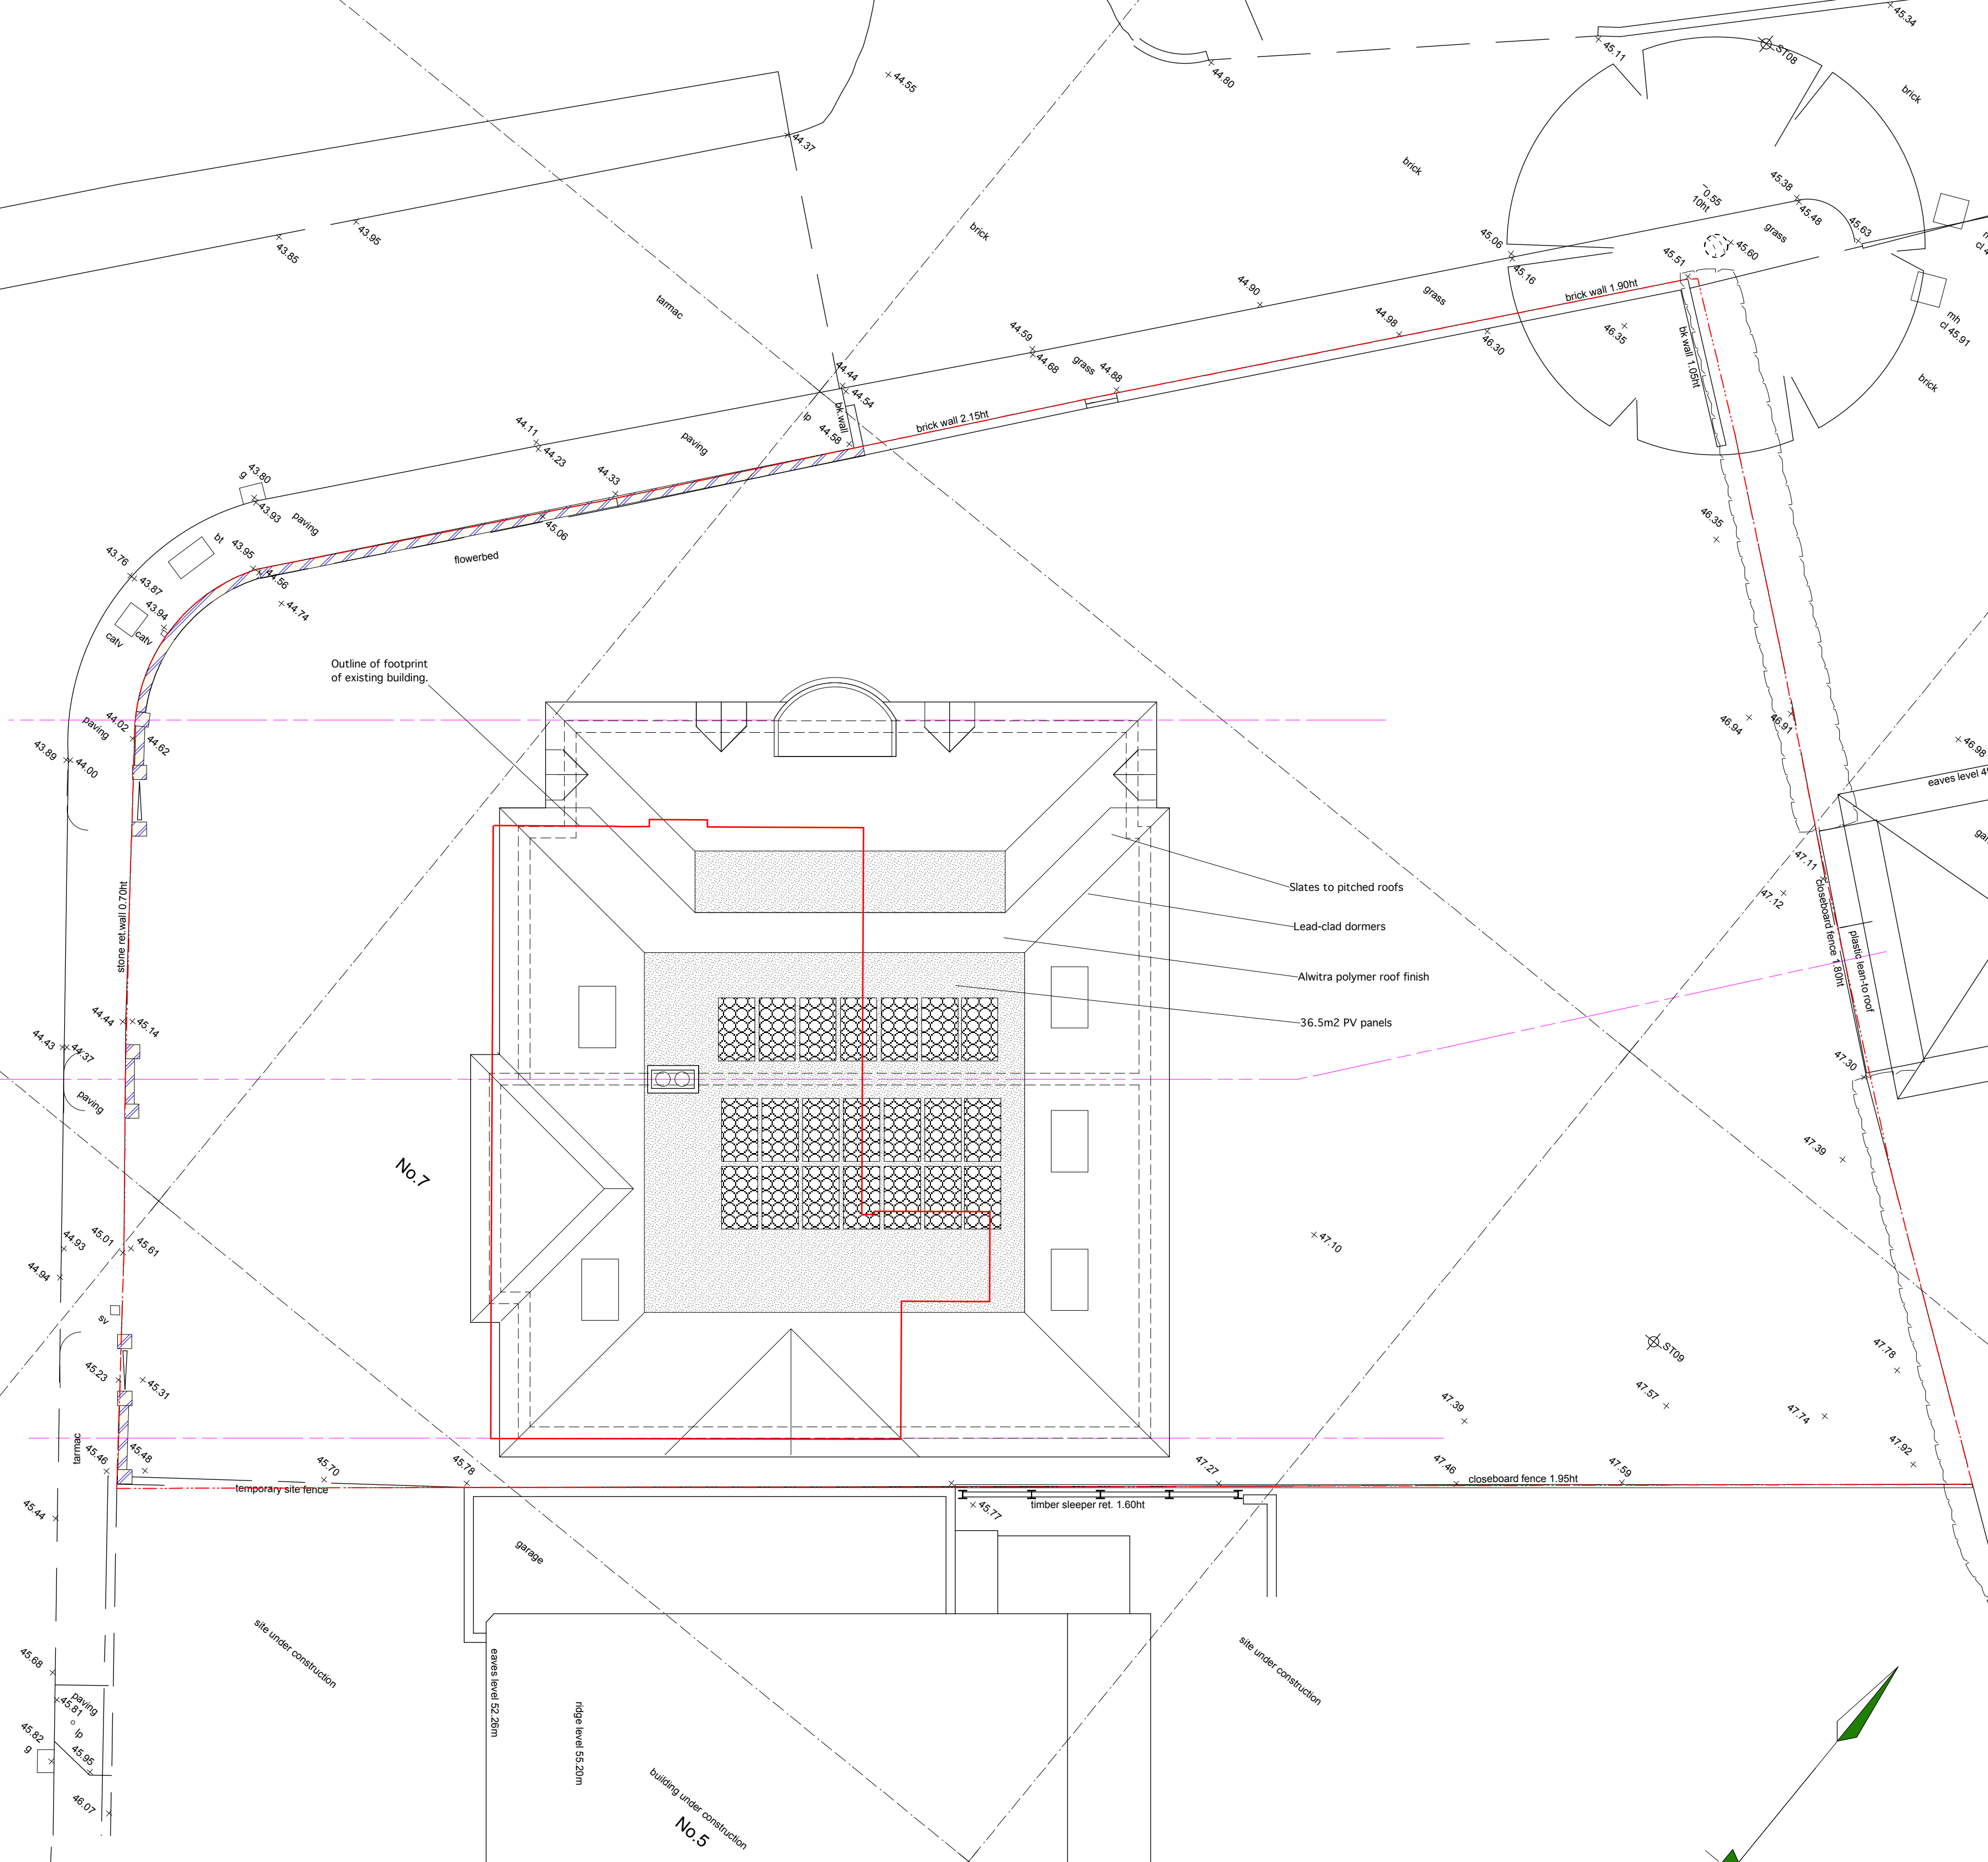 45.34
45.11
ST08
brick
44.55
44.80
44.37
brick
43.95
43.85
brick
0.55
10ht
45.38
45.48
45.63
grass
45.60
45.06
45.16
45.51
tarmac
44.90
grass
brick wall 1.90ht
44.98
46.30
46.35
bk wall 1.05ht
mh
cl 45.91
brick
44.59
44.68
grass
44.88
44.44
44.54
bk.wall
lp
44.58
brick wall 2.15ht
44.11
44.23
paving
44.33
45.06
flowerbed
g
43.80
43.93
paving
bt
43.95
44.56
44.74
43.76
43.87
43.94
catv
catv
46.35
Outline of footprint
of existing building.
paving
44.02
44.62
43.89
44.00
46.94
46.91
46.98
47.11
47.12
closeboard fence 1.80ht
plastic lean-to roof
Slates to pitched roofs
Lead-clad dormers
Alwitra polymer roof finish
36.5m2 PV panels
stone ret.wall 0.70ht
44.44
45.14
44.43
44.37
paving
47.30
47.39
No.7
44.93
45.01
45.61
44.94
sv
47.10
ST09
47.78
45.23
45.31
47.39
47.57
47.74
47.92
tarmac
45.46
45.48
45.70
45.78
47.27
47.46
47.59
closeboard fence 1.95ht
temporary site fence
timber sleeper ret. 1.60ht
45.77
45.44
garage
site under construction
site under construction
eaves level 52.26m
ridge level 55.20m
45.68
paving
45.81
lp
45.82
g
45.95
46.07
building under construction
No.5